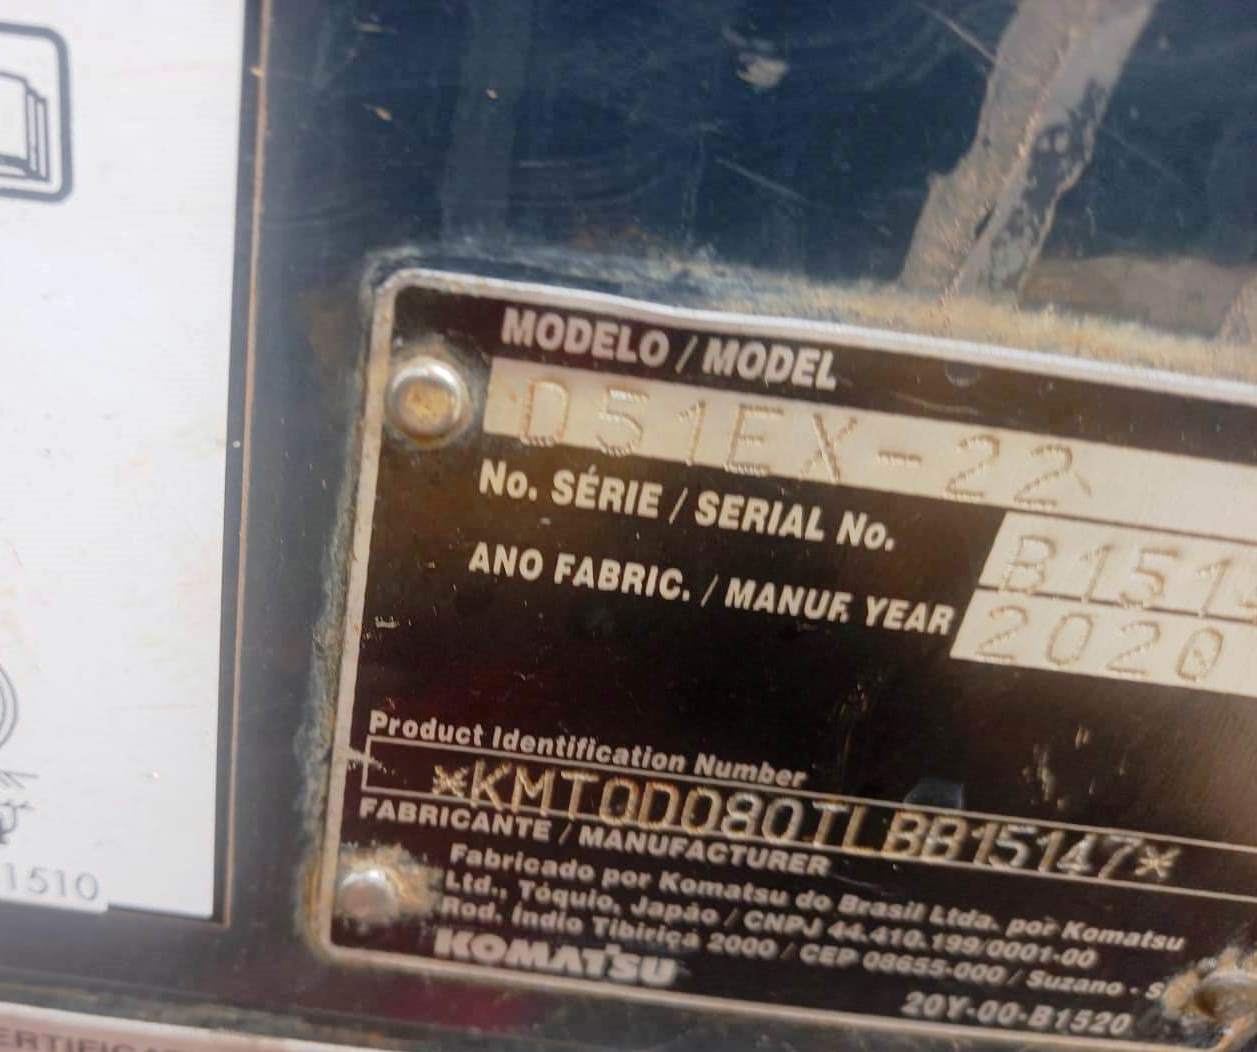 MODELO / MODEL
D51EX-22
No. SÉRIE / SERIAL No.
B151
ANO FABRIC. / MANUF. YEAR
2020
Product Identification Number
*KMT0D080TLBB15147*
FABRICANTE / MANUFACTURER
Fabricado por Komatsu do Brasil Ltda. por Komatsu
Ltd., Tóquio, Japão / CNPJ 44.410.199/0001-00
Rod. Índio Tibiriçá 2000 / CEP 08655-000 / Suzano - S
KOMATSU
20Y-00-B1520
1510
ERTIFICA